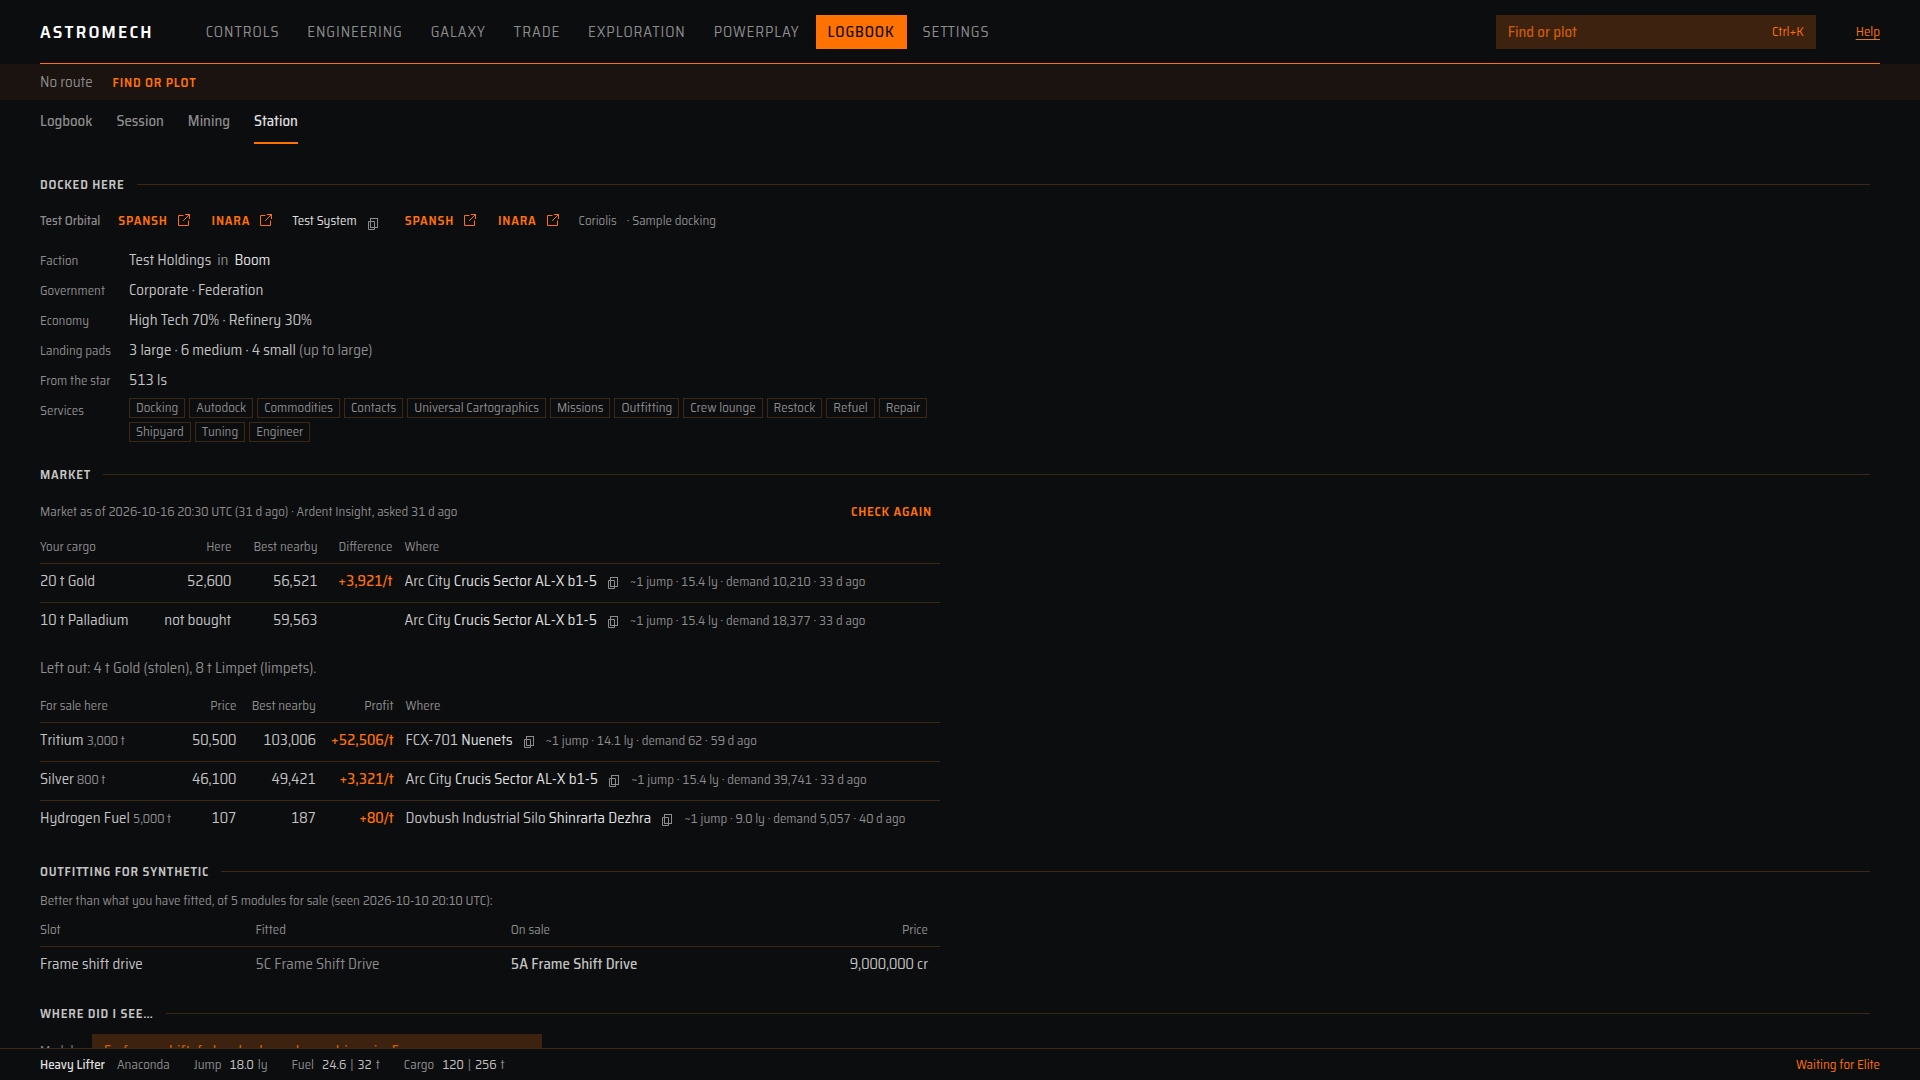 ASTROMECH CONTROLS ENGINEERING GALAXY TRADE EXPLORATION POWERPLAY LOGBOOK SETTINGS Find or plot Ctrl+K Help
No route FIND OR PLOT
Logbook Session Mining Station
DOCKED HERE
Test Orbital SPANSH INARA Test System SPANSH INARA Coriolis · Sample docking
Faction Test Holdings in Boom
Government Corporate · Federation
Economy High Tech 70% · Refinery 30%
Landing pads 3 large · 6 medium · 4 small (up to large)
From the star 513 ls
Services Docking Autodock Commodities Contacts Universal Cartographics Missions Outfitting Crew lounge Restock Refuel Repair
Shipyard Tuning Engineer
MARKET
Market as of 2026-10-16 20:30 UTC (31 d ago) · Ardent Insight, asked 31 d ago CHECK AGAIN
Your cargo Here Best nearby Difference Where
20 t Gold 52,600 56,521 +3,921/t Arc City Crucis Sector AL-X b1-5 ~1 jump · 15.4 ly · demand 10,210 · 33 d ago
10 t Palladium not bought 59,563 Arc City Crucis Sector AL-X b1-5 ~1 jump · 15.4 ly · demand 18,377 · 33 d ago
Left out: 4 t Gold (stolen), 8 t Limpet (limpets).
For sale here Price Best nearby Profit Where
Tritium 3,000 t 50,500 103,006 +52,506/t FCX-701 Nuenets ~1 jump · 14.1 ly · demand 62 · 59 d ago
Silver 800 t 46,100 49,421 +3,321/t Arc City Crucis Sector AL-X b1-5 ~1 jump · 15.4 ly · demand 39,741 · 33 d ago
Hydrogen Fuel 5,000 t 107 187 +80/t Dovbush Industrial Silo Shinrarta Dezhra ~1 jump · 9.0 ly · demand 5,057 · 40 d ago
OUTFITTING FOR SYNTHETIC
Better than what you have fitted, of 5 modules for sale (seen 2026-10-10 20:10 UTC):
Slot Fitted On sale Price
Frame shift drive 5C Frame Shift Drive 5A Frame Shift Drive 9,000,000 cr
WHERE DID I SEE...
Heavy Lifter Anaconda Jump 18.0 ly Fuel 24.6 | 32 t Cargo 120 | 256 t Waiting for Elite